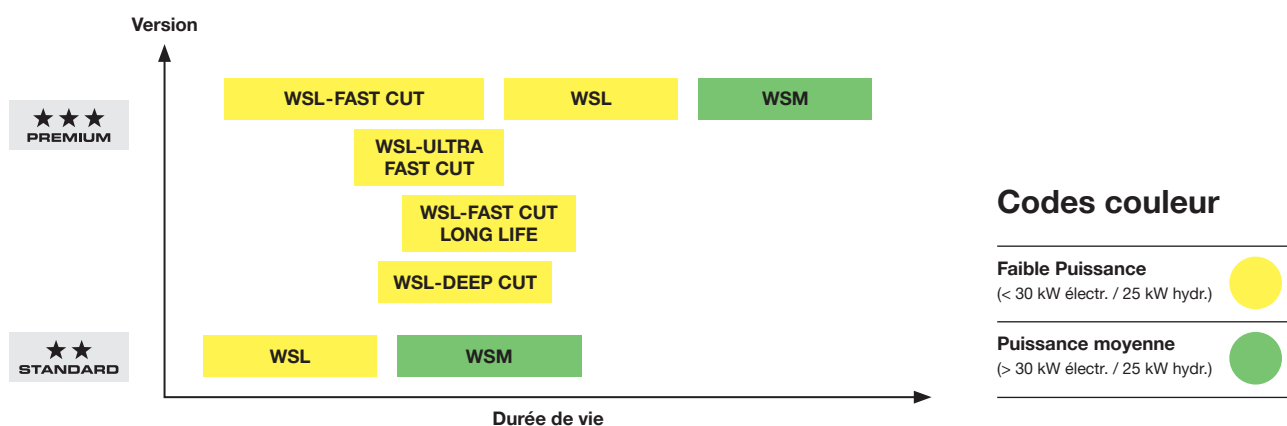 Version
★★★
PREMIUM
WSL-FAST CUT
WSL
WSM
WSL-ULTRA
FAST CUT
WSL-FAST CUT
LONG LIFE
WSL-DEEP CUT
★★
STANDARD
WSL
WSM
Durée de vie
Codes couleur
Faible Puissance
(< 30 kW électr. / 25 kW hydr.)
Puissance moyenne
(> 30 kW électr. / 25 kW hydr.)